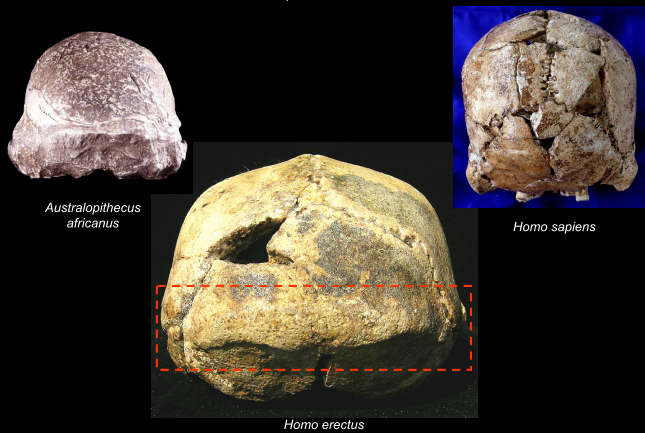 Australopithecus
africanus
Homo sapiens
Homo erectus